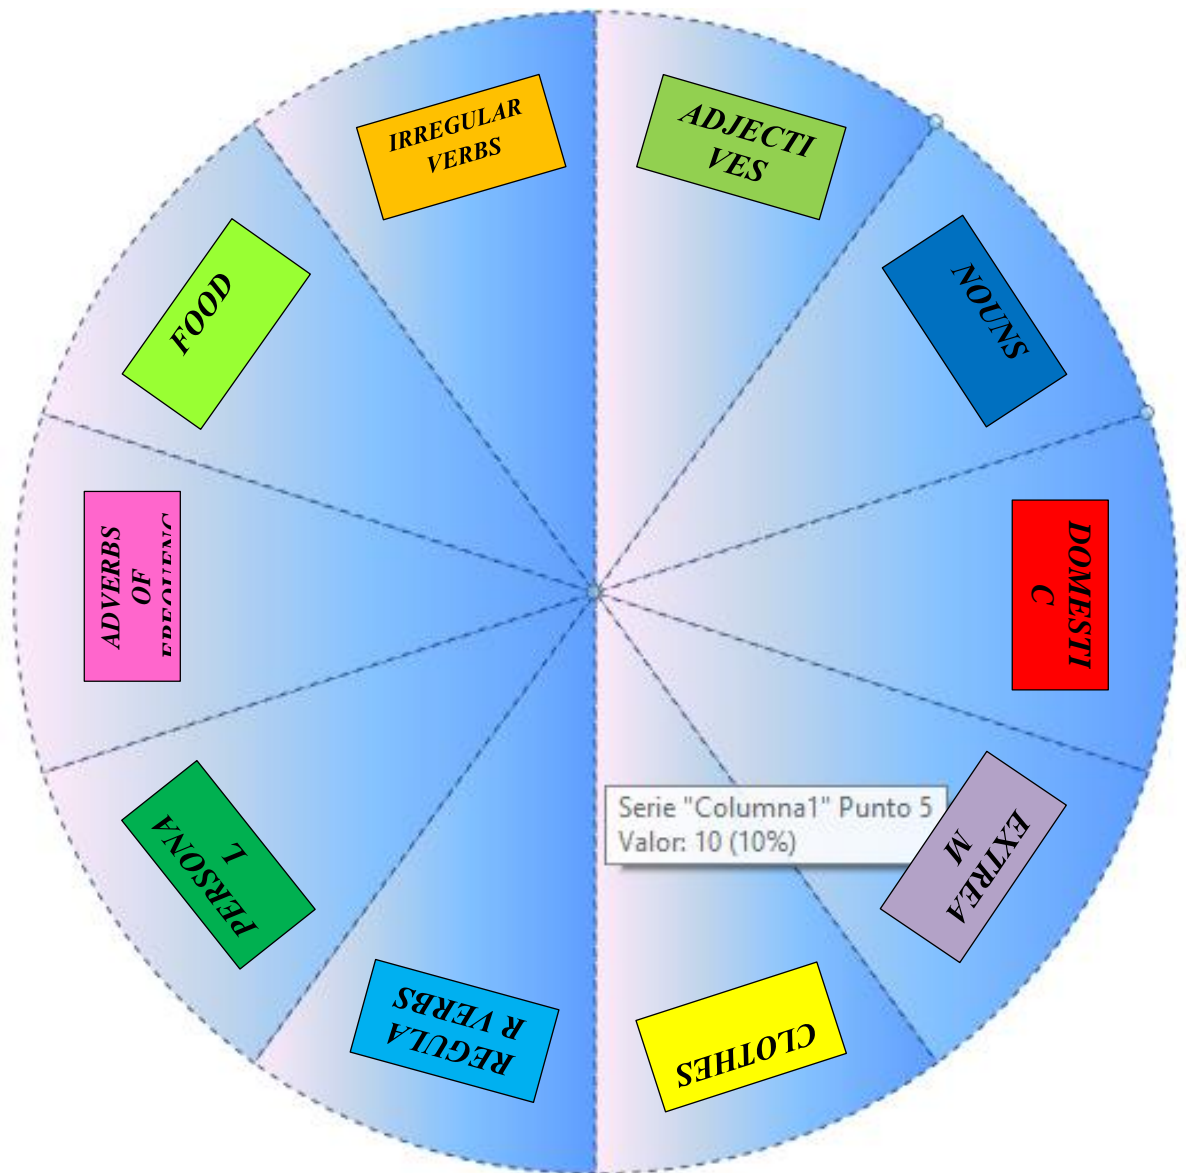 IRREGULAR
VERBS
ADJECTI
VES
FOOD
NOUNS
ADVERBS
OF
DOMESTI
C
PERSONA
L
Serie "Columna1" Punto 5
Valor: 10 (10%)
EXTREA
M
REGULA
R VERBS
CLOTHES